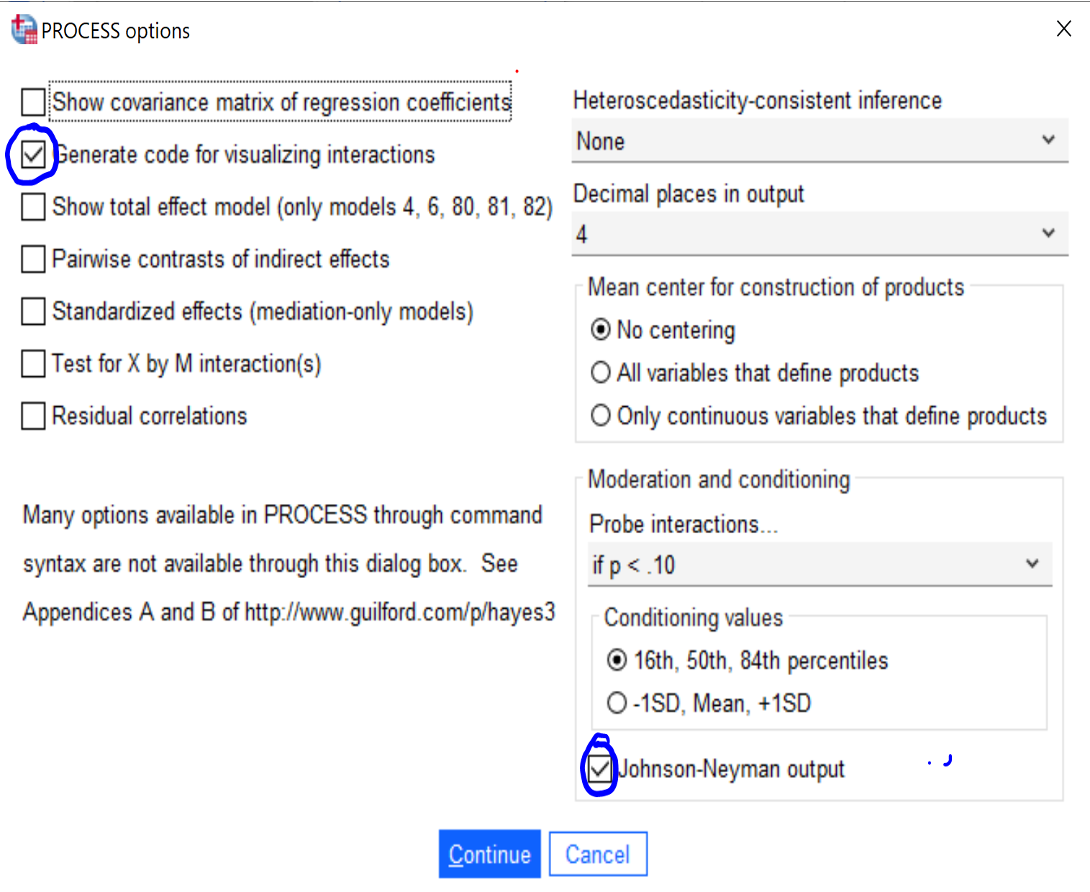 PROCESS options
Show covariance matrix of regression coefficients
Generate code for visualizing interactions
Show total effect model (only models 4, 6, 80, 81, 82)
Pairwise contrasts of indirect effects
Standardized effects (mediation-only models)
Test for X by M interaction(s)
Residual correlations
Many options available in PROCESS through command
syntax are not available through this dialog box.  See
Appendices A and B of http://www.guilford.com/p/hayes3
Heteroscedasticity-consistent inference
None
Decimal places in output
4
Mean center for construction of products
No centering
All variables that define products
Only continuous variables that define products
Moderation and conditioning
Probe interactions...
if p < .10
Conditioning values
16th, 50th, 84th percentiles
-1SD, Mean, +1SD
Johnson-Neyman output
Continue
Cancel